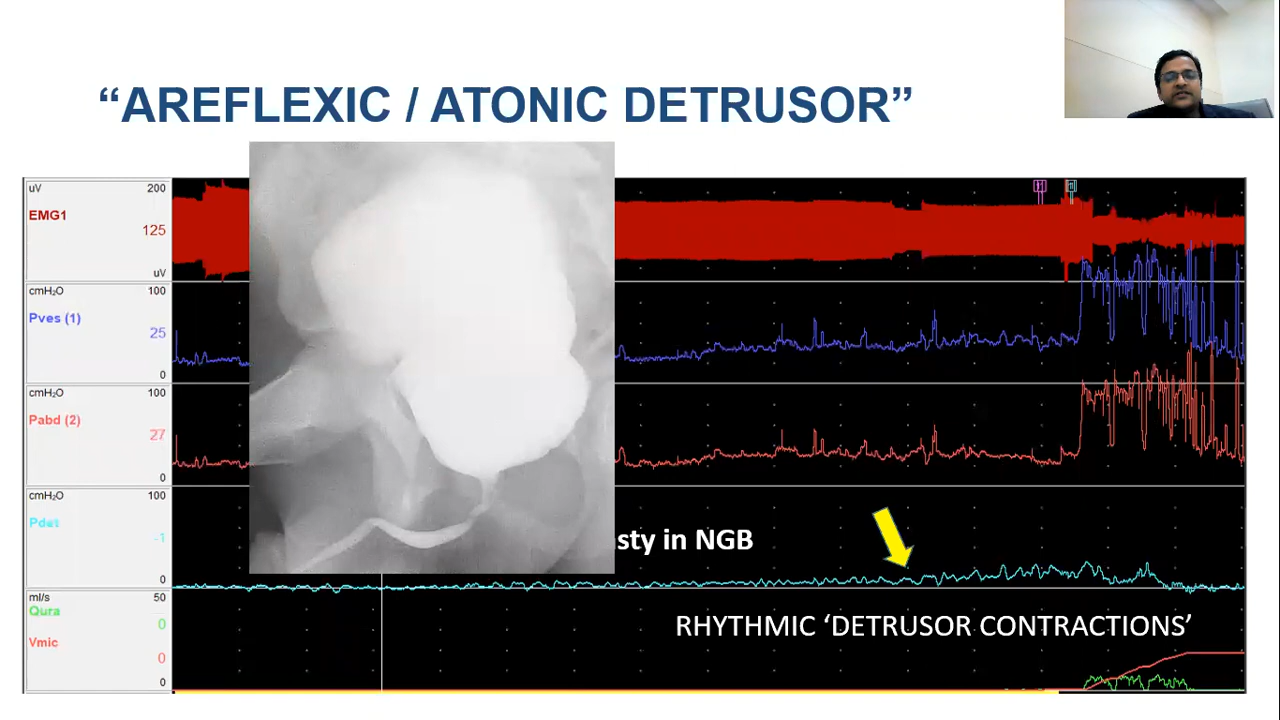 “AREFLEXIC / ATONIC DETRUSOR”
uV 200
EMG1
125
uV
cmH₂O 100
Pves (1)
25
0
cmH₂O 100
Pabd (2)
27
0
cmH₂O 100
Pdet
-1
0
sty in NGB
RHYTHMIC ‘DETRUSOR CONTRACTIONS’
ml/s 50
Qura
0
Vmic
0
0